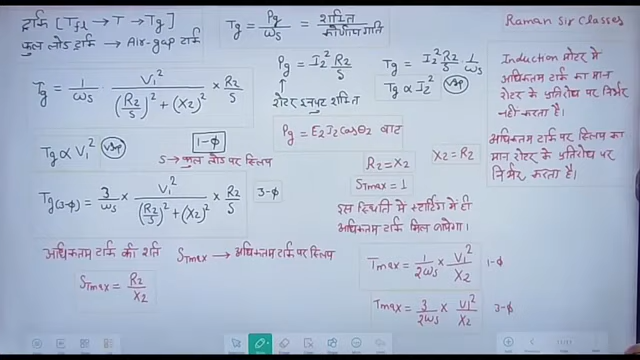 टार्क [Tfl → T → Tg]
फुल लोड टार्क → Air-gap टार्क
Tg = Pg/ωs = शक्ति/कोणीय गति
Raman Sir Classes
Pg = I2² R2/S
Tg = I2² R2/S · 1/ωs
Tg ∝ I2²
रोटर इनपुट शक्ति
Tg = 1/ωs · V1²/((R2/S)² + (X2)²) × R2/S
Pg = E2 I2 Cosθ2 वाट
Tg ∝ V1²
1-ϕ
S → फुल लोड पर स्लिप
R2 = X2
X2 = R2
STmax = 1
इस स्थिति में स्टार्टिंग में ही
अधिकतम टार्क मिल जायेगा।
Tg(3-ϕ) = 3/ωs × V1²/((R2/S)² + (X2)²) × R2/S
3-ϕ
अधिकतम टार्क की शर्त
STmax → अधिकतम टार्क पर स्लिप
STmax = R2/X2
Tmax = 1/2ωs × V1²/X2 1-ϕ
Tmax = 3/2ωs × V1²/X2 3-ϕ
Induction मोटर में
अधिकतम टार्क का मान
रोटर के प्रतिरोध पर निर्भर
नहीं करता है।
अधिकतम टार्क पर स्लिप का
मान रोटर के प्रतिरोध पर
निर्भर करता है।
11/11